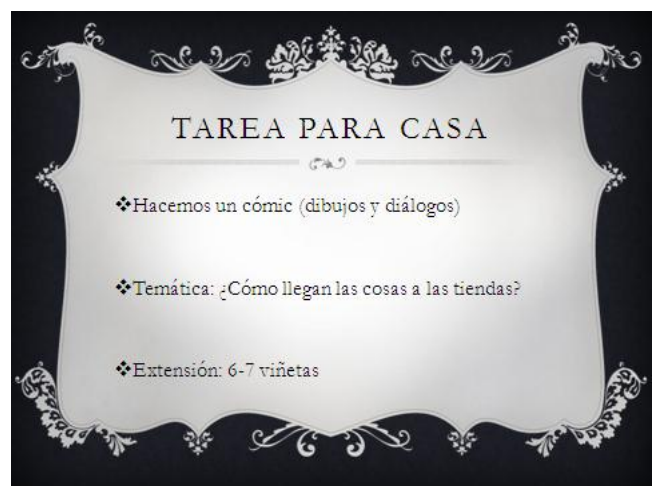 TAREA PARA CASA
❖Hacemos un cómic (dibujos y diálogos)
❖Temática: ¿Cómo llegan las cosas a las tiendas?
❖Extensión: 6-7 viñetas